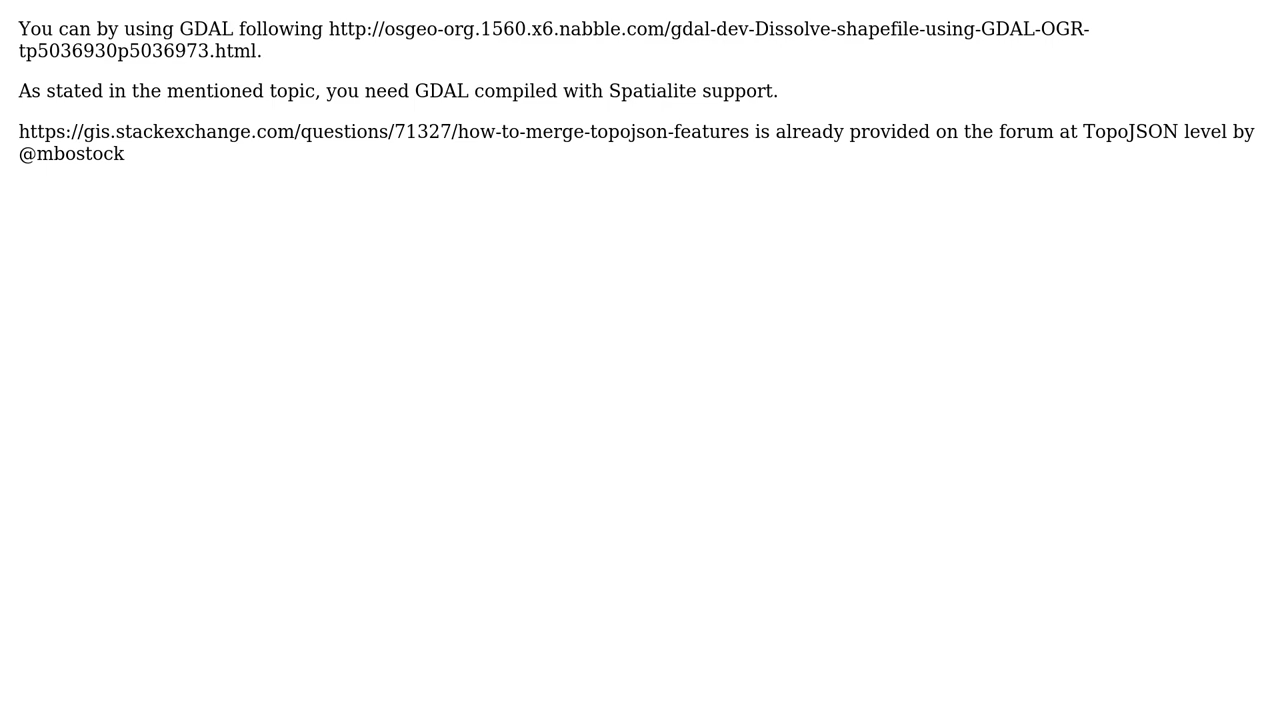 You can by using GDAL following http://osgeo-org.1560.x6.nabble.com/gdal-dev-Dissolve-shapefile-using-GDAL-OGR-
tp5036930p5036973.html.
As stated in the mentioned topic, you need GDAL compiled with Spatialite support.
https://gis.stackexchange.com/questions/71327/how-to-merge-topojson-features is already provided on the forum at TopoJSON level by
@mbostock